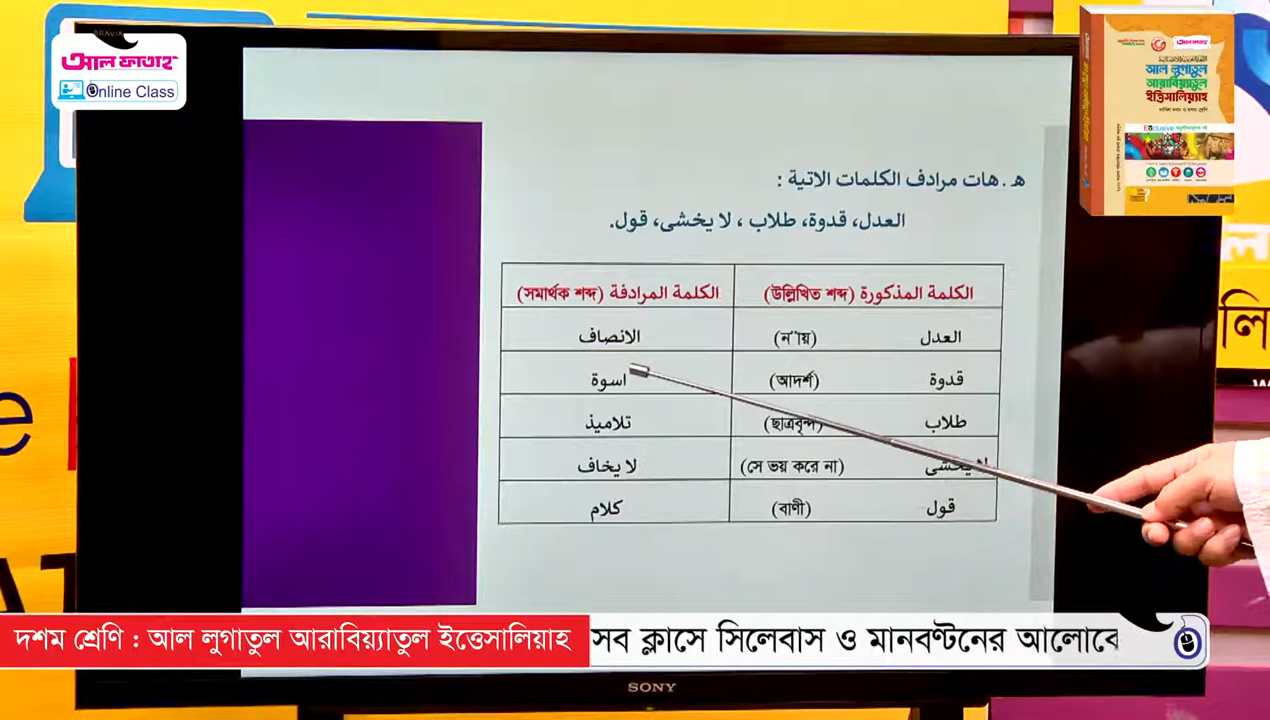 BRAVIA
আল ফাতাহ
Online Class
আল লুগাতুল
আরাবিয়্যাতুল
ইত্তিসালিয়্যাহ
Exclusive
ه. هات مرادف الكلمات الاتية :
العدل، قدوة، طلاب ، لا يخشى، قول.
الكلمة المذكورة (উল্লিখিত শব্দ) الكلمة المرادفة (সমার্থক শব্দ)
العدل (ন্যায়) الانصاف
قدوة (আদর্শ) اسوة
طلاب (ছাত্রবৃন্দ) تلاميذ
لا يخشى (সে ভয় করে না) لا يخاف
قول (বাণী) كلام
দশম শ্রেণি : আল লুগাতুল আরাবিয়্যাতুল ইত্তেসালিয়াহ
সব ক্লাসে সিলেবাস ও মানবণ্টনের আলোকে
SONY